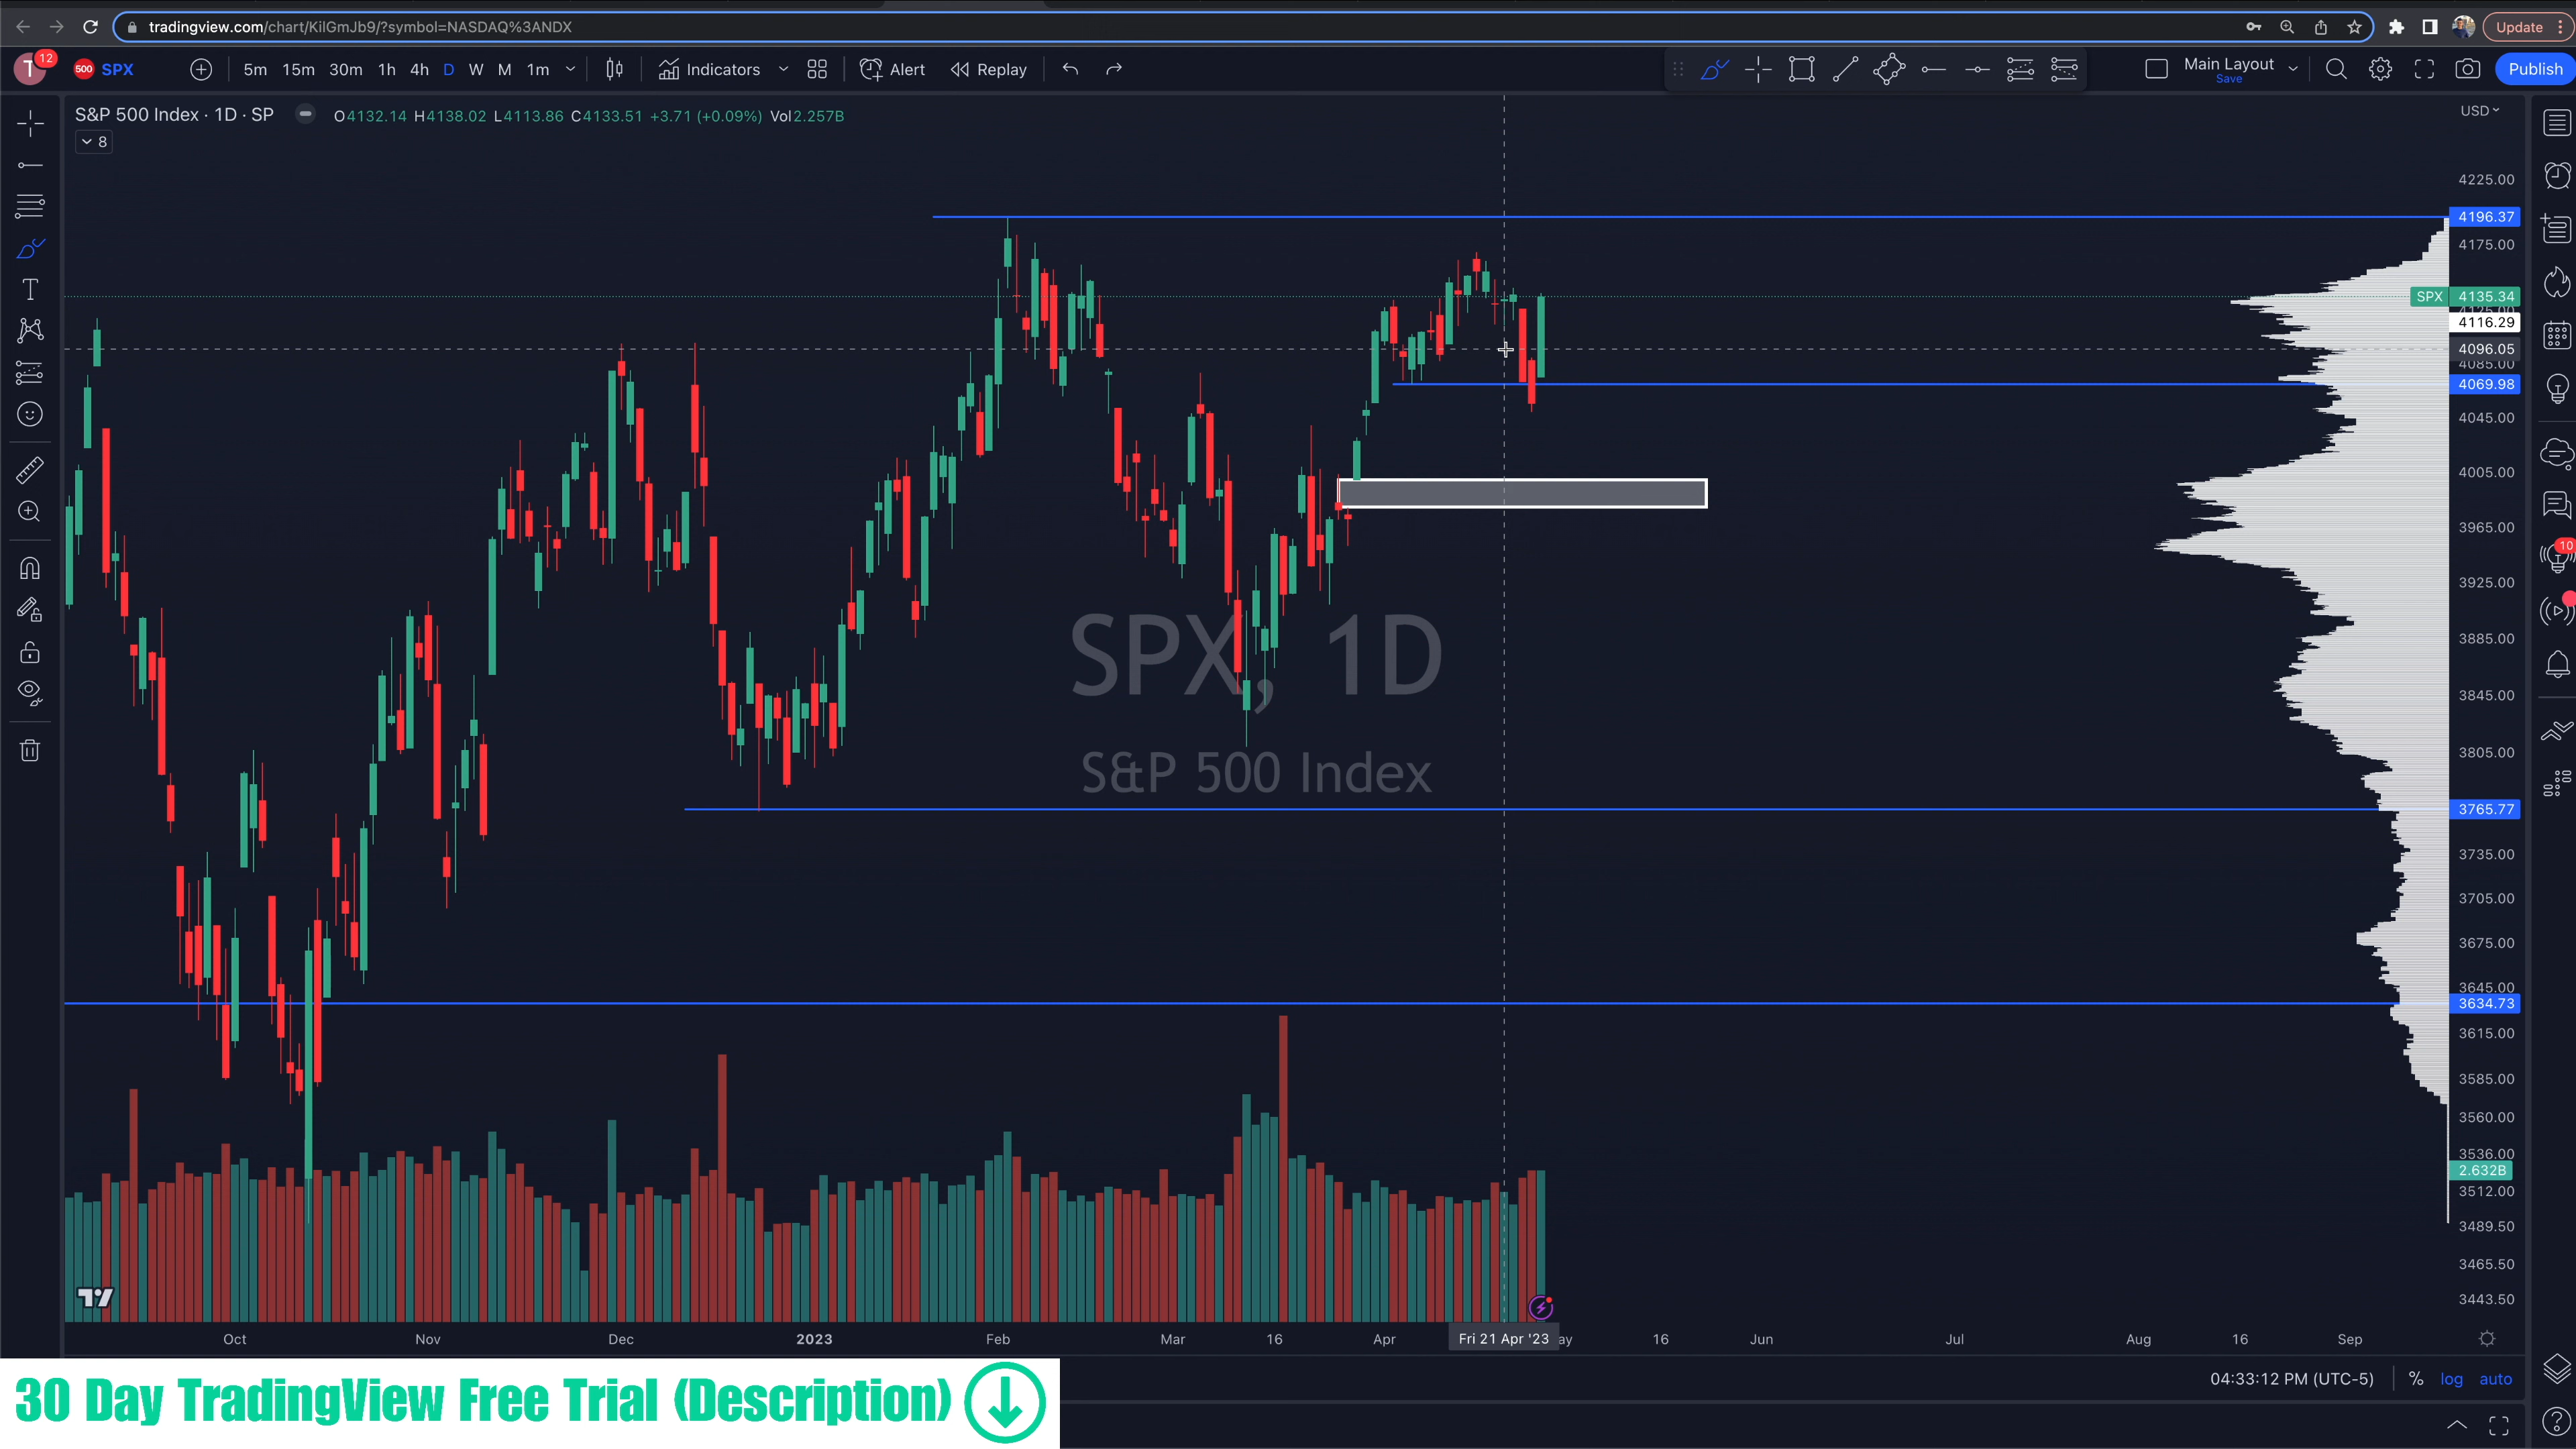 tradingview.com/chart/KilGmJb9/?symbol=NASDAQ%3ANDX
Update
T 12 500 SPX 5m 15m 30m 1h 4h D W M 1m Indicators Alert Replay Main Layout Save Publish
S&P 500 Index · 1D · SP O4132.14 H4138.02 L4113.86 C4133.51 +3.71 (+0.09%) Vol2.257B
8
USD
4225.00
4196.37
4175.00
SPX 4135.34
4116.29
4096.05
4085.00
4069.98
4045.00
4005.00
3965.00
10
3925.00
3885.00
3845.00
3805.00
3765.77
3735.00
3705.00
3675.00
3645.00
3634.73
3615.00
3585.00
3560.00
3536.00
2.632B
3512.00
3489.50
3465.50
3443.50
SPX, 1D
S&P 500 Index
Oct Nov Dec 2023 Feb Mar 16 Apr Fri 21 Apr '23 ay 16 Jun Jul Aug 16 Sep
04:33:12 PM (UTC-5) % log auto
30 Day TradingView Free Trial (Description)